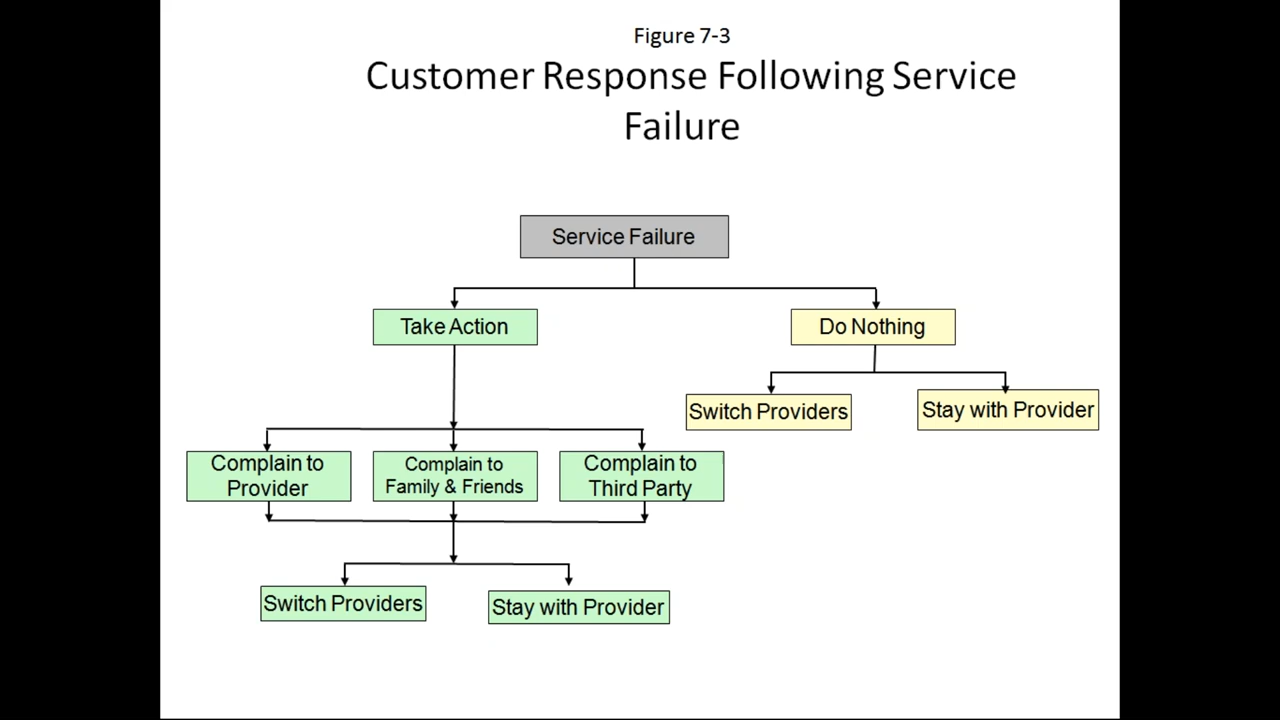 Figure 7-3
Customer Response Following Service
Failure
Service Failure
Take Action
Do Nothing
Switch Providers
Stay with Provider
Complain to
Provider
Complain to
Family & Friends
Complain to
Third Party
Switch Providers
Stay with Provider